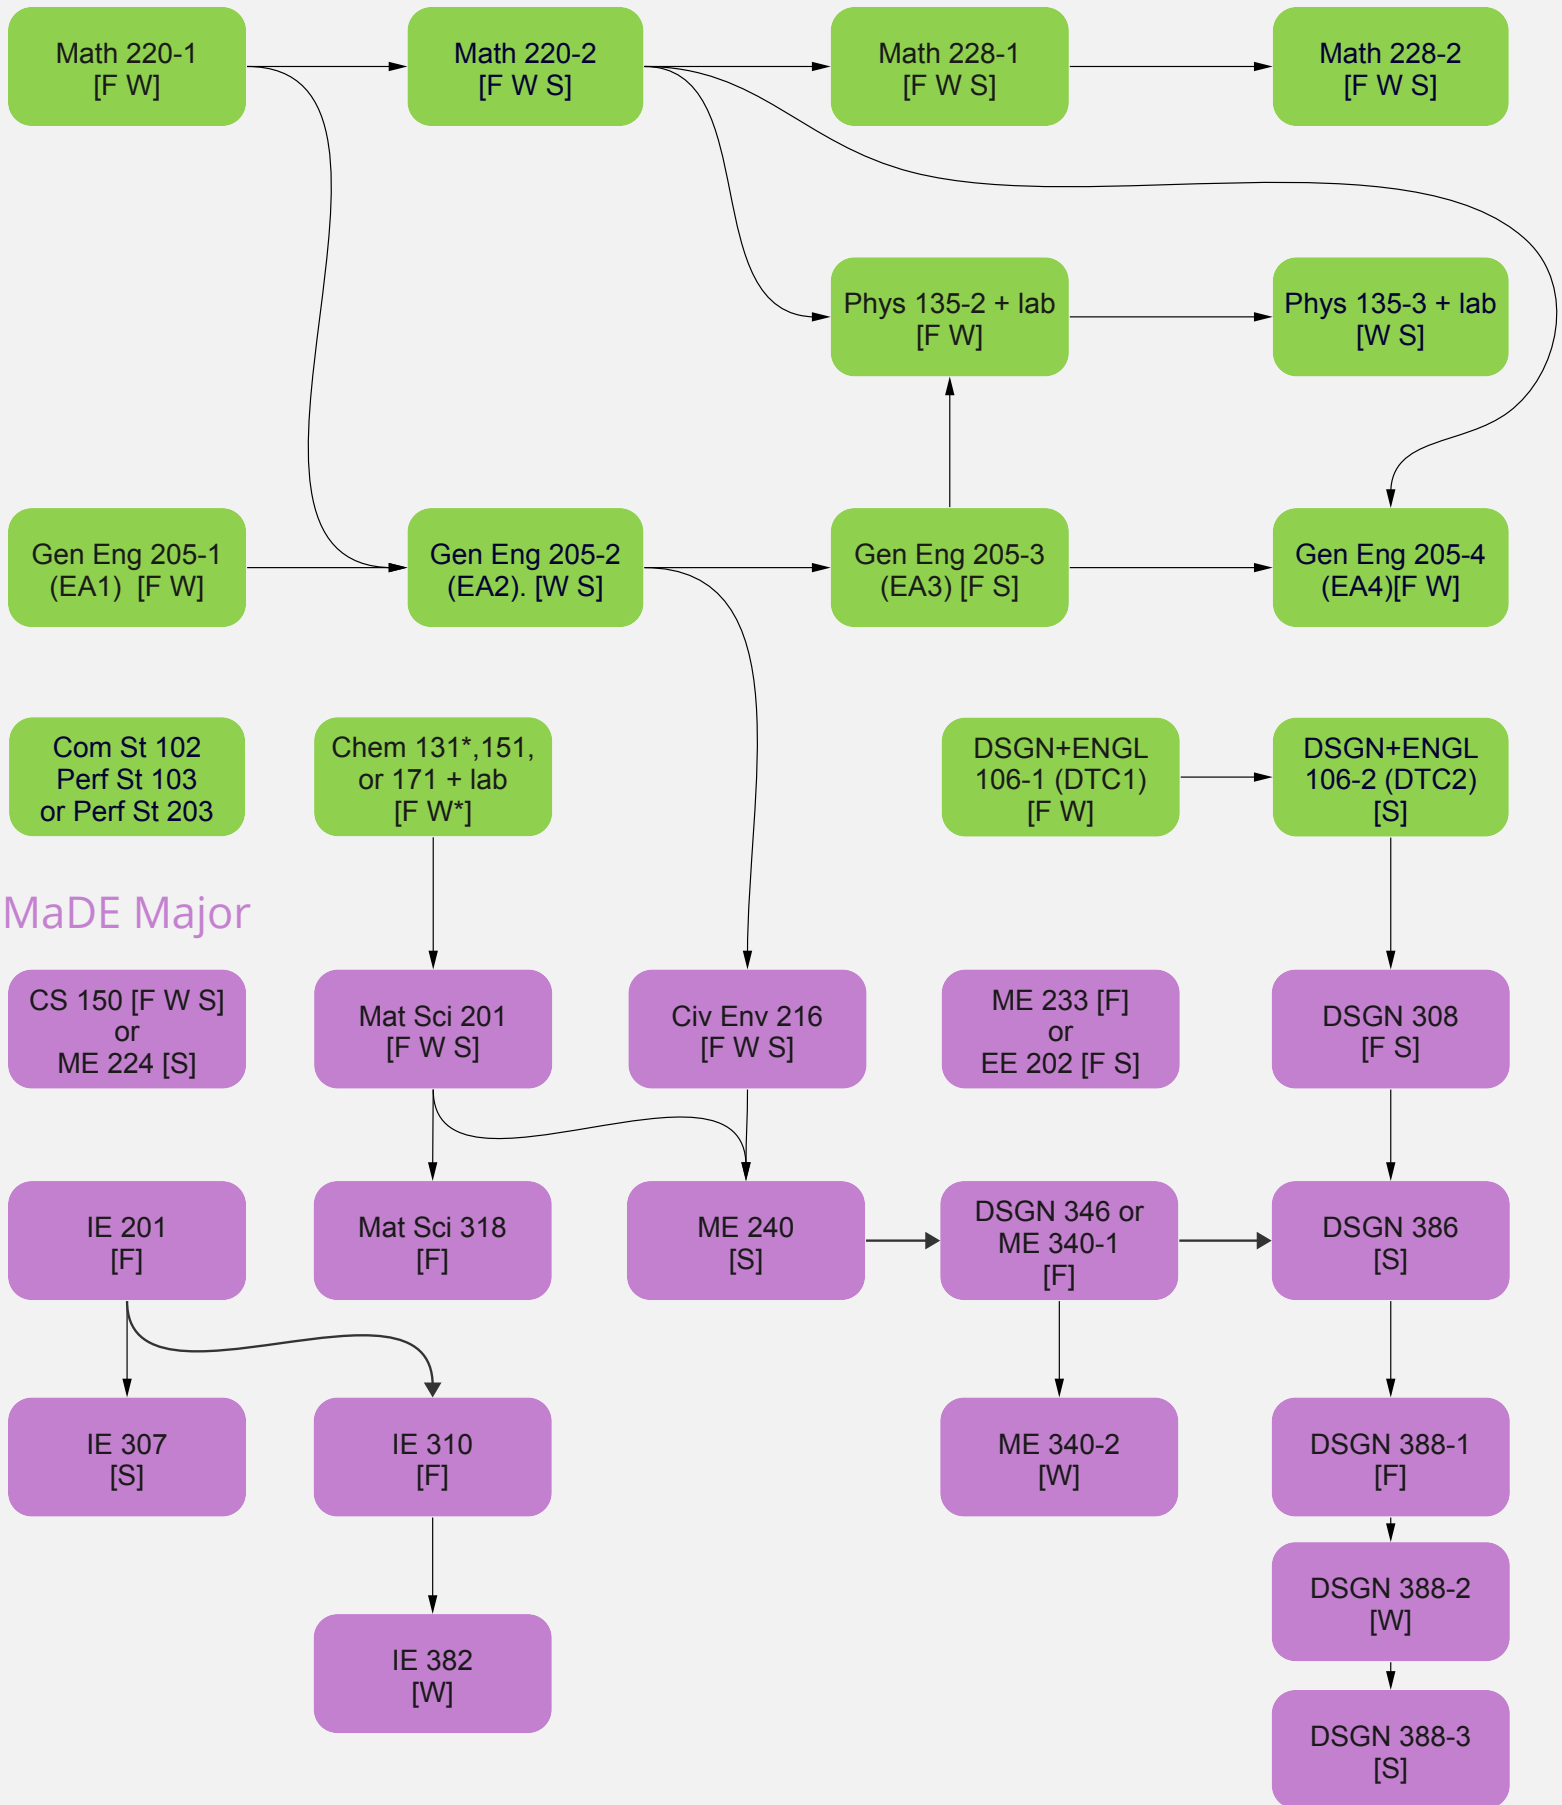 Math 220-1
[F W]
Math 220-2
[F W S]
Math 228-1
[F W S]
Math 228-2
[F W S]
Phys 135-2 + lab
[F W]
Phys 135-3 + lab
[W S]
Gen Eng 205-1
(EA1)  [F W]
Gen Eng 205-2
(EA2). [W S]
Gen Eng 205-3
(EA3) [F S]
Gen Eng 205-4
(EA4)[F W]
Com St 102
Perf St 103
or Perf St 203
Chem 131*,151,
or 171 + lab
[F W*]
DSGN+ENGL
106-1 (DTC1)
[F W]
DSGN+ENGL
106-2 (DTC2)
[S]
MaDE Major
CS 150 [F W S]
or
ME 224 [S]
Mat Sci 201
[F W S]
Civ Env 216
[F W S]
ME 233 [F]
or
EE 202 [F S]
DSGN 308
[F S]
IE 201
[F]
Mat Sci 318
[F]
ME 240
[S]
DSGN 346 or
ME 340-1
[F]
DSGN 386
[S]
IE 307
[S]
IE 310
[F]
ME 340-2
[W]
DSGN 388-1
[F]
DSGN 388-2
[W]
IE 382
[W]
DSGN 388-3
[S]